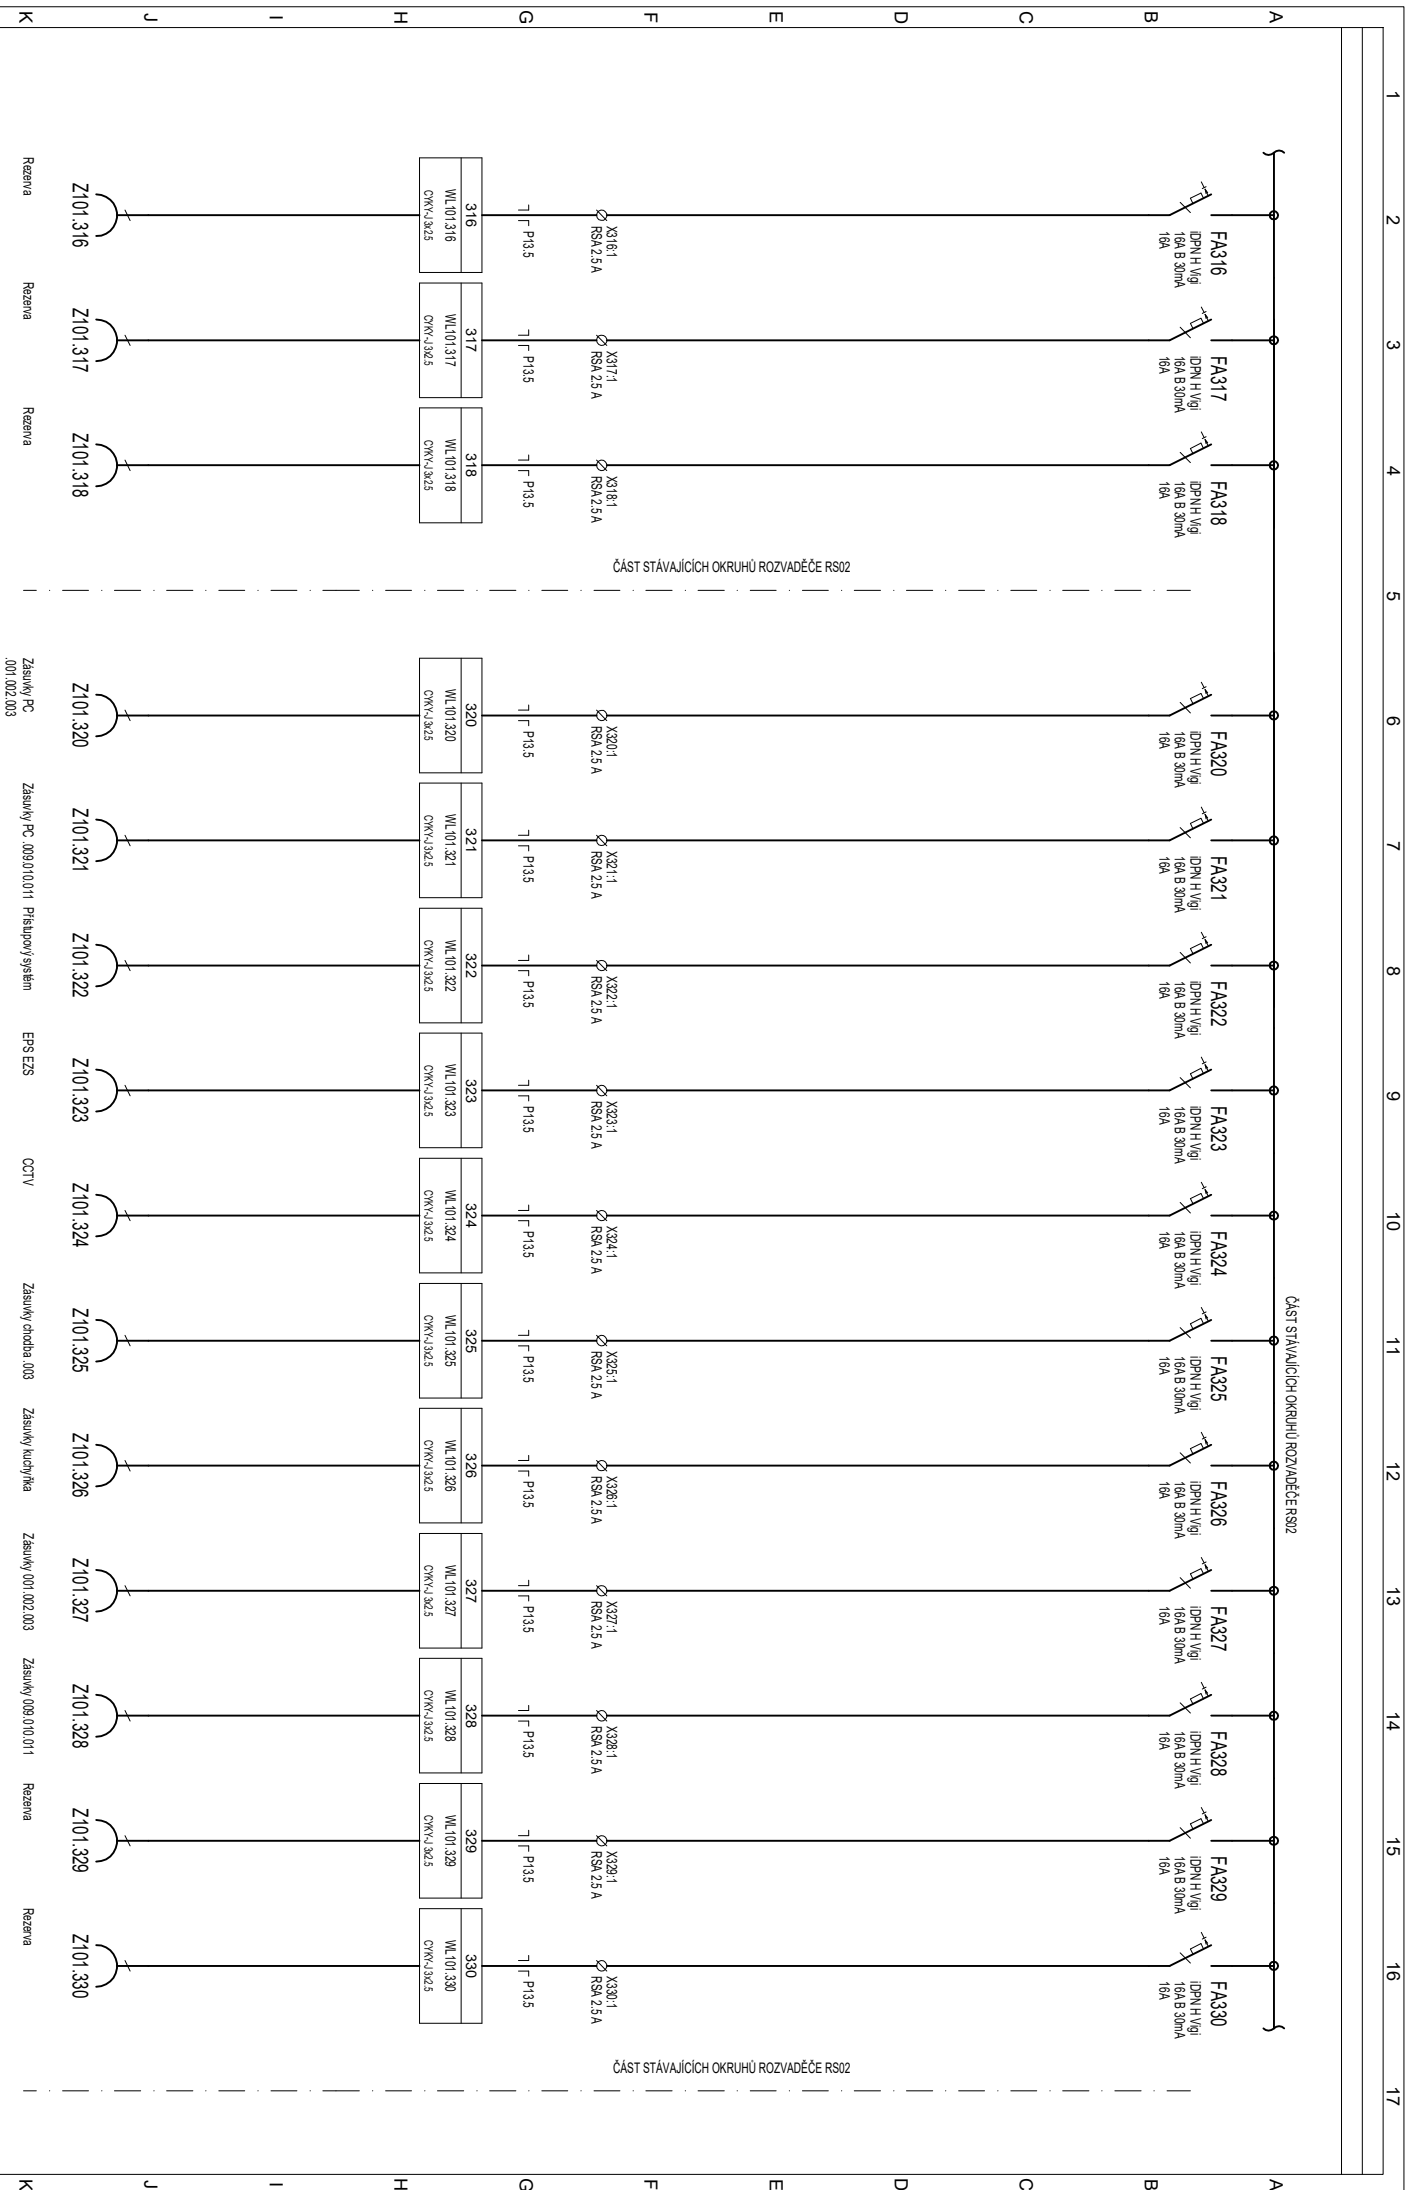 1
2
3
4
5
6
7
8
9
10
11
12
13
14
15
16
17
A
B
C
D
E
F
G
H
I
J
K
ČÁST STÁVAJÍCÍCH OKRUHŮ ROZVADĚČE RS02
FA316
iDPN H Vigi
16A B 30mA
16A
X316:1
RSA 2.5 A
P13.5
316
WL101.316
CYKY-J 3x2.5
Z101.316
Rezerva
FA317
iDPN H Vigi
16A B 30mA
16A
X317:1
RSA 2.5 A
P13.5
317
WL101.317
CYKY-J 3x2.5
Z101.317
Rezerva
FA318
iDPN H Vigi
16A B 30mA
16A
X318:1
RSA 2.5 A
P13.5
318
WL101.318
CYKY-J 3x2.5
Z101.318
Rezerva
ČÁST STÁVAJÍCÍCH OKRUHŮ ROZVADĚČE RS02
FA320
iDPN H Vigi
16A B 30mA
16A
X320:1
RSA 2.5 A
P13.5
320
WL101.320
CYKY-J 3x2.5
Z101.320
Zásuvky PC
.001.002.003
FA321
iDPN H Vigi
16A B 30mA
16A
X321:1
RSA 2.5 A
P13.5
321
WL101.321
CYKY-J 3x2.5
Z101.321
Zásuvky PC .009.010.011
FA322
iDPN H Vigi
16A B 30mA
16A
X322:1
RSA 2.5 A
P13.5
322
WL101.322
CYKY-J 3x2.5
Z101.322
Přístupový systém
FA323
iDPN H Vigi
16A B 30mA
16A
X323:1
RSA 2.5 A
P13.5
323
WL101.323
CYKY-J 3x2.5
Z101.323
EPS EZS
FA324
iDPN H Vigi
16A B 30mA
16A
X324:1
RSA 2.5 A
P13.5
324
WL101.324
CYKY-J 3x2.5
Z101.324
CCTV
FA325
iDPN H Vigi
16A B 30mA
16A
X325:1
RSA 2.5 A
P13.5
325
WL101.325
CYKY-J 3x2.5
Z101.325
Zásuvky chodba .003
FA326
iDPN H Vigi
16A B 30mA
16A
X326:1
RSA 2.5 A
P13.5
326
WL101.326
CYKY-J 3x2.5
Z101.326
Zásuvky kuchyňka
FA327
iDPN H Vigi
16A B 30mA
16A
X327:1
RSA 2.5 A
P13.5
327
WL101.327
CYKY-J 3x2.5
Z101.327
Zásuvky 001.002.003
FA328
iDPN H Vigi
16A B 30mA
16A
X328:1
RSA 2.5 A
P13.5
328
WL101.328
CYKY-J 3x2.5
Z101.328
Zásuvky 009.010.011
FA329
iDPN H Vigi
16A B 30mA
16A
X329:1
RSA 2.5 A
P13.5
329
WL101.329
CYKY-J 3x2.5
Z101.329
Rezerva
FA330
iDPN H Vigi
16A B 30mA
16A
X330:1
RSA 2.5 A
P13.5
330
WL101.330
CYKY-J 3x2.5
Z101.330
Rezerva
ČÁST STÁVAJÍCÍCH OKRUHŮ ROZVADĚČE RS02
A
B
C
D
E
F
G
H
I
J
K